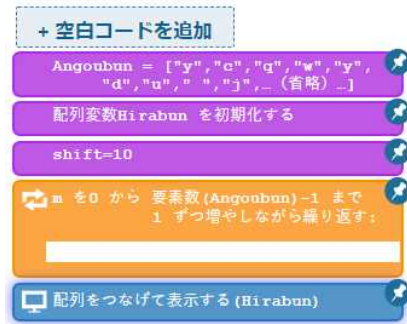 + 空白コードを追加
Angoubun = ["y","c","q","w","y",
"d","u"," ","j",…（省略）…]
配列変数Hirabun を初期化する
shift=10
m を0 から 要素数(Angoubun)-1 まで
1 ずつ増やしながら繰り返す:
配列をつなげて表示する(Hirabun)